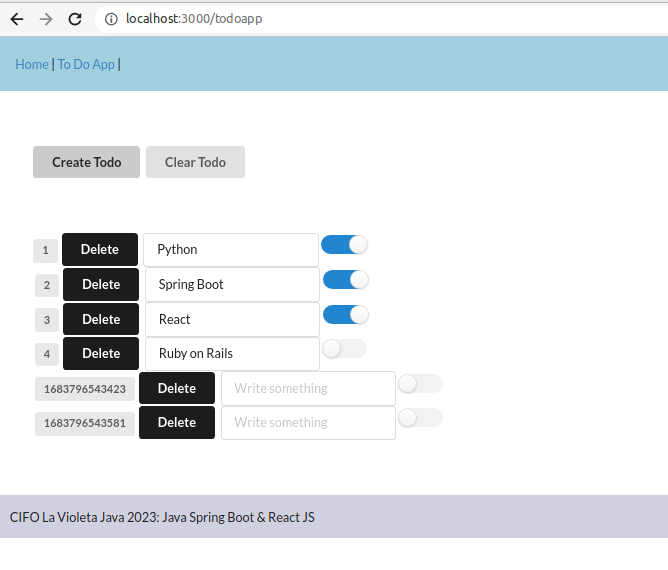 localhost:3000/todoapp
Home | To Do App |
Create Todo Clear Todo
1 Delete Python
2 Delete Spring Boot
3 Delete React
4 Delete Ruby on Rails
1683796543423 Delete Write something
1683796543581 Delete Write something
CIFO La Violeta Java 2023: Java Spring Boot & React JS